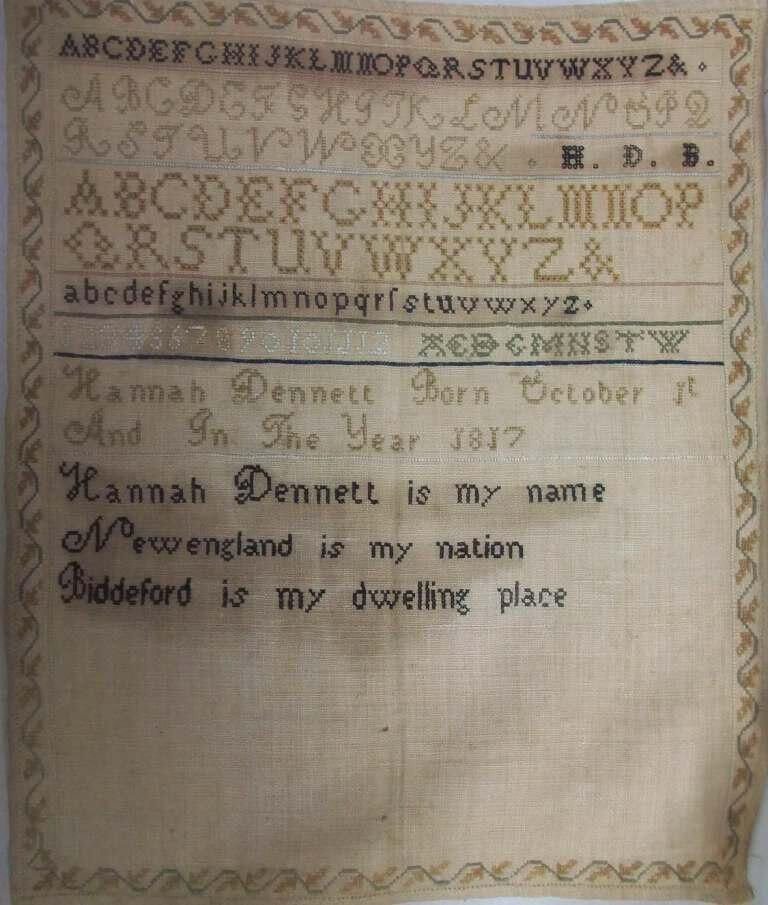 ABCDEFGHIJKLMNOPQRSTUVWXYZ&
ABCDEFGHIJKLMNOPQ
RSTUVWXYZ& . H. D. B.
ABCDEFGHIJKLMNOP
QRSTUVWXYZ&
abcdefghijklmnopqrſstuvwxyz
ACDGMNSTW
Hannah Dennett Born October 1st
And In The Year 1817
Hannah Dennett is my name
Newengland is my nation
Biddeford is my dwelling place